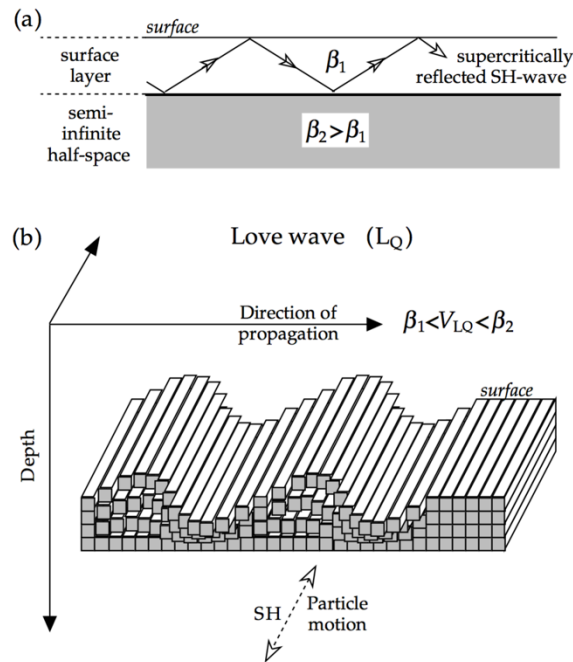 (a)
surface
surface
layer
β1
supercritically
reflected SH-wave
semi-
infinite
half-space
β2>β1
(b)
Love wave (LQ)
Direction of
propagation
β1<VLQ<β2
surface
Depth
SH
Particle
motion